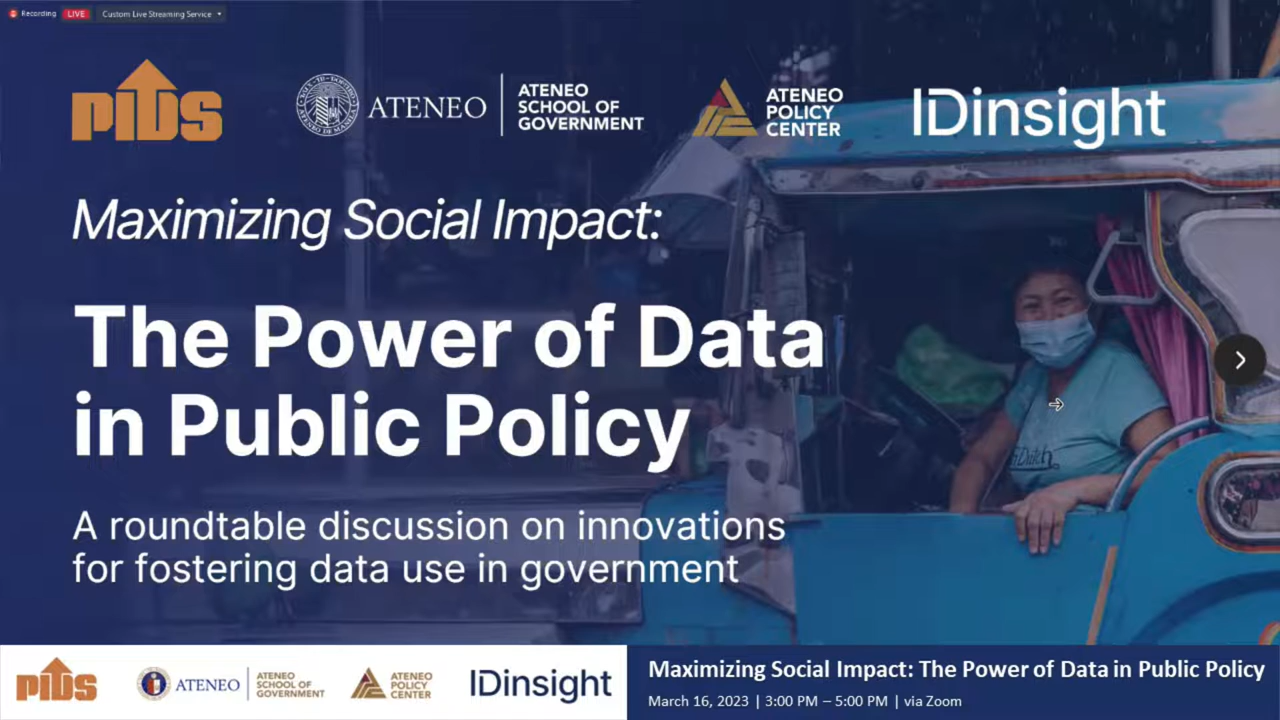 Recording LIVE Custom Live Streaming Service
PIDS
ATENEO
ATENEO
SCHOOL OF
GOVERNMENT
ATENEO
POLICY
CENTER
IDinsight
Maximizing Social Impact:
The Power of Data
in Public Policy
A roundtable discussion on innovations
for fostering data use in government
PIDS
ATENEO
ATENEO
SCHOOL OF
GOVERNMENT
ATENEO
POLICY
CENTER
IDinsight
Maximizing Social Impact: The Power of Data in Public Policy
March 16, 2023 | 3:00 PM – 5:00 PM | via Zoom